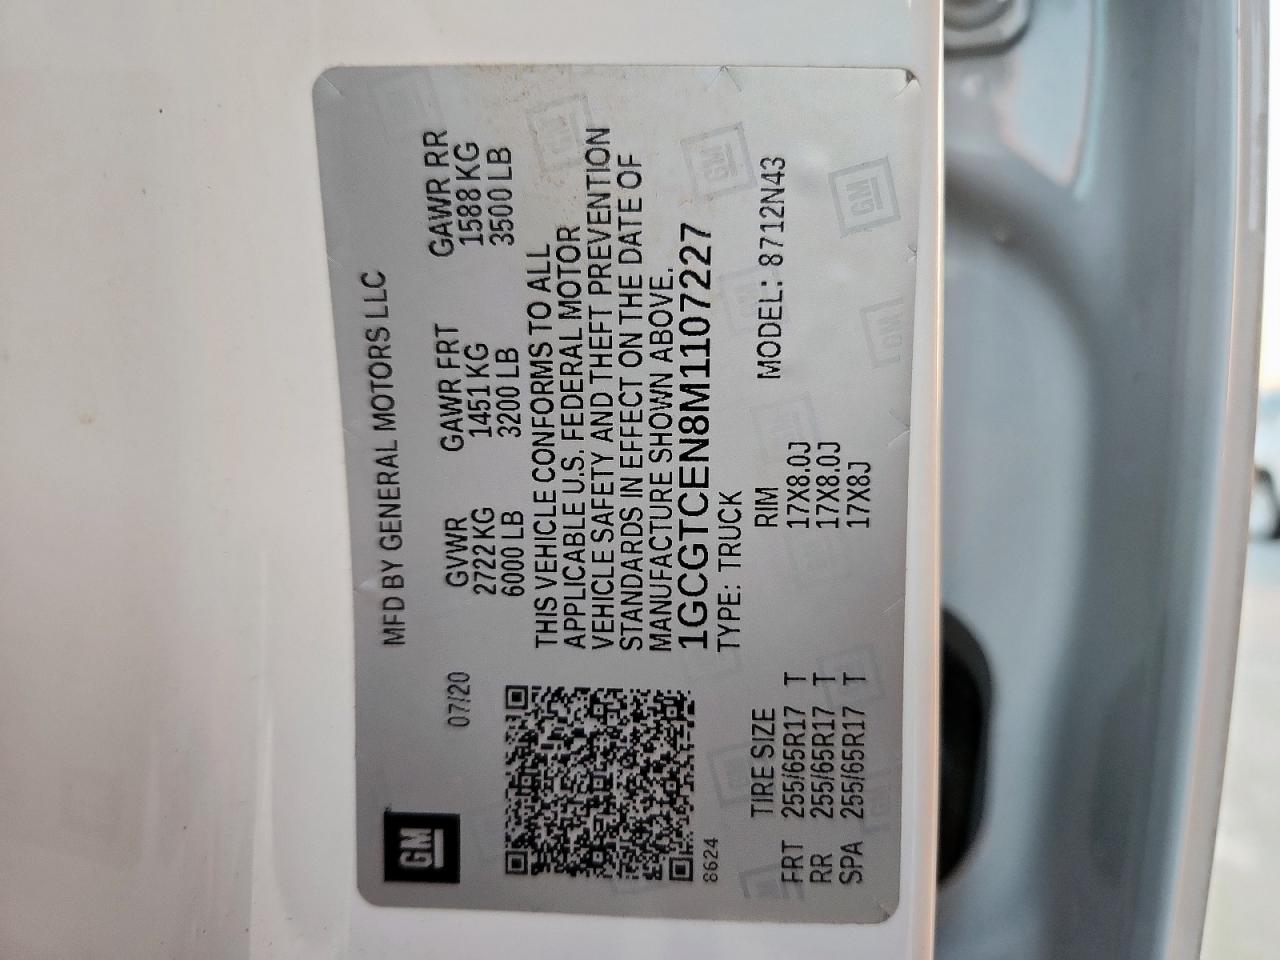 GM
07/20
MFD BY GENERAL MOTORS LLC
GVWR GAWR FRT GAWR RR
2722 KG 1451 KG 1588 KG
6000 LB 3200 LB 3500 LB
THIS VEHICLE CONFORMS TO ALL
APPLICABLE U.S. FEDERAL MOTOR
VEHICLE SAFETY AND THEFT PREVENTION
STANDARDS IN EFFECT ON THE DATE OF
MANUFACTURE SHOWN ABOVE.
1GCGTCEN8M1107227
TYPE: TRUCK
8624
TIRE SIZE RIM MODEL: 8712N43
FRT 255/65R17 T 17X8.0J
RR 255/65R17 T 17X8.0J
SPA 255/65R17 T 17X8J